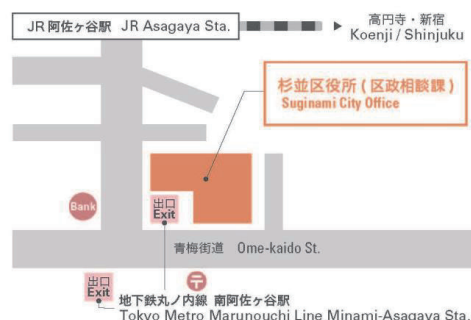 JR 阿佐ケ谷駅 JR Asagaya Sta.
高円寺・新宿
Koenji / Shinjuku
杉並区役所 ( 区政相談課 )
Suginami City Office
Bank
出口
Exit
青梅街道 Ome-kaido St.
出口
Exit
〒
地下鉄丸ノ内線 南阿佐ケ谷駅
Tokyo Metro Marunouchi Line Minami-Asagaya Sta.